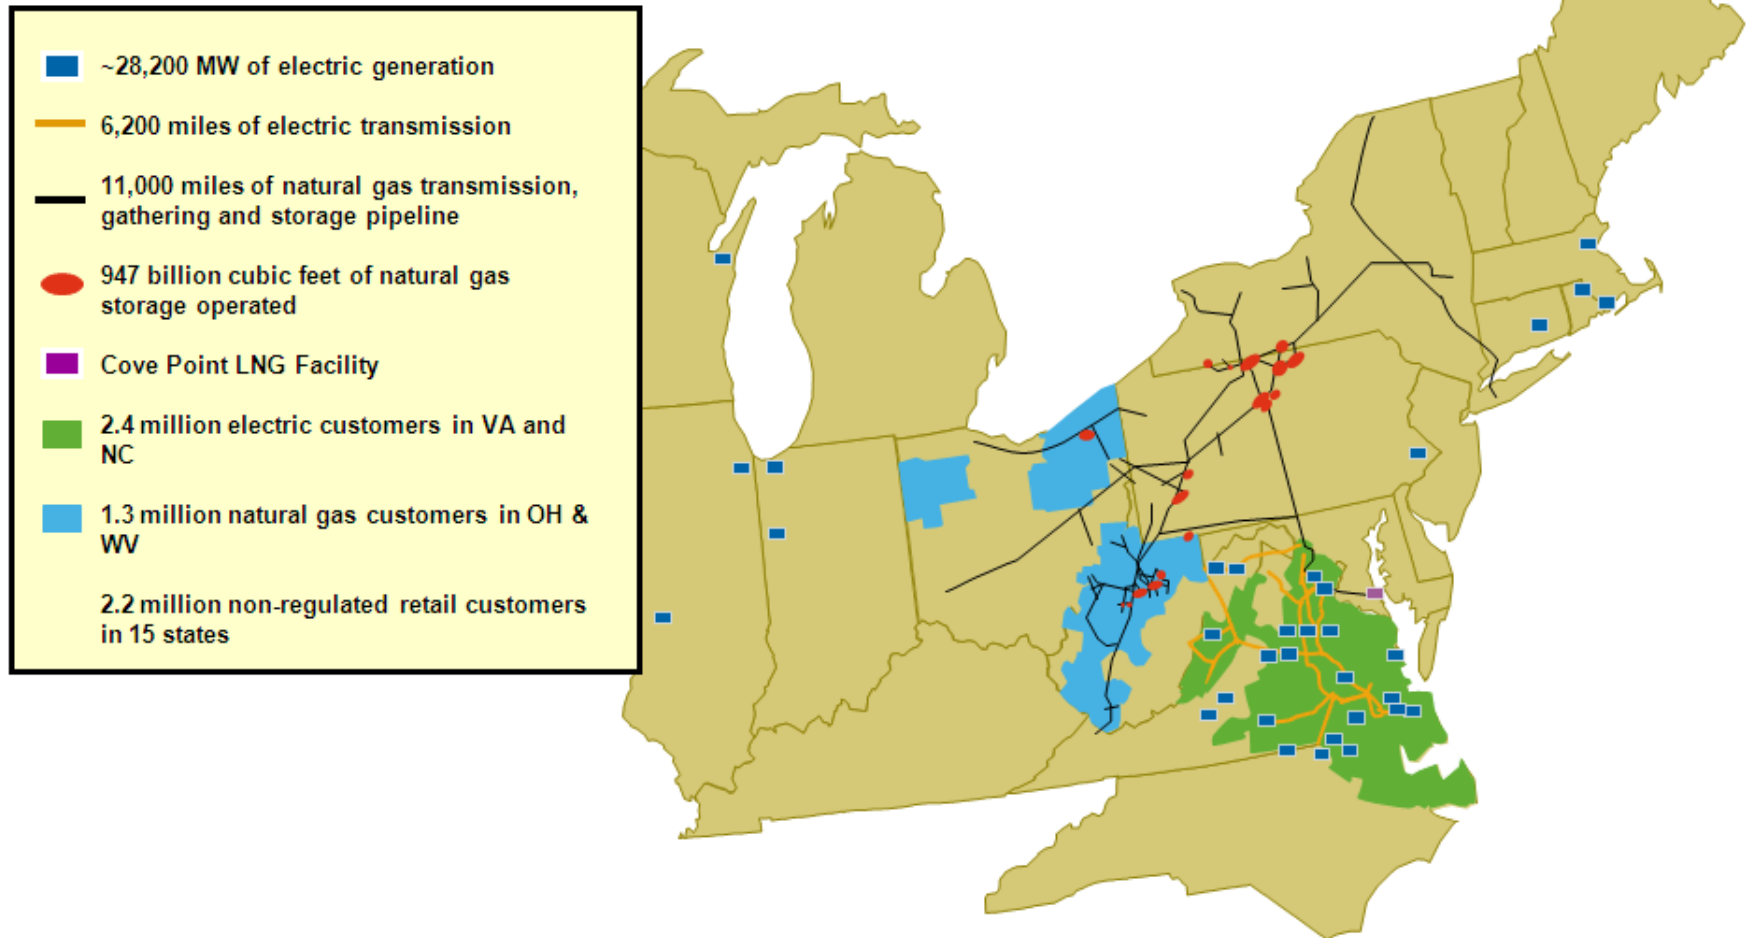 ~28,200 MW of electric generation
6,200 miles of electric transmission
11,000 miles of natural gas transmission,
gathering and storage pipeline
947 billion cubic feet of natural gas
storage operated
Cove Point LNG Facility
2.4 million electric customers in VA and
NC
1.3 million natural gas customers in OH &
WV
2.2 million non-regulated retail customers
in 15 states